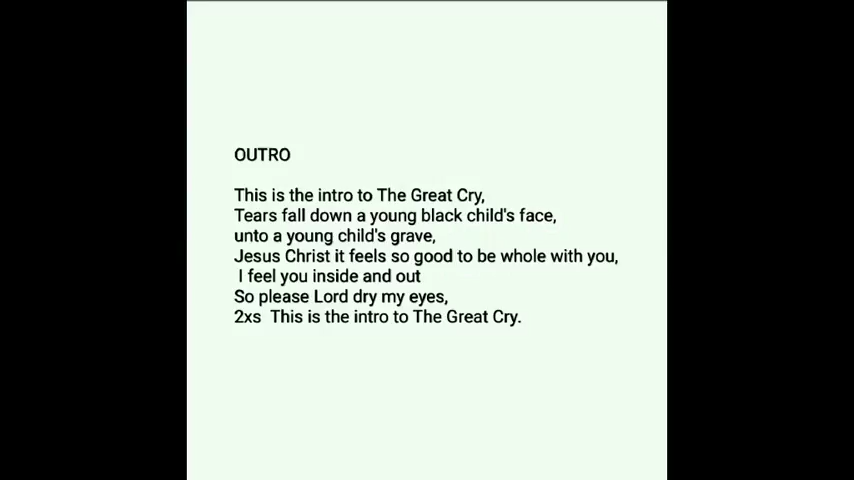 OUTRO
This is the intro to The Great Cry,
Tears fall down a young black child's face,
unto a young child's grave,
Jesus Christ it feels so good to be whole with you,
I feel you inside and out
So please Lord dry my eyes,
2xs  This is the intro to The Great Cry.